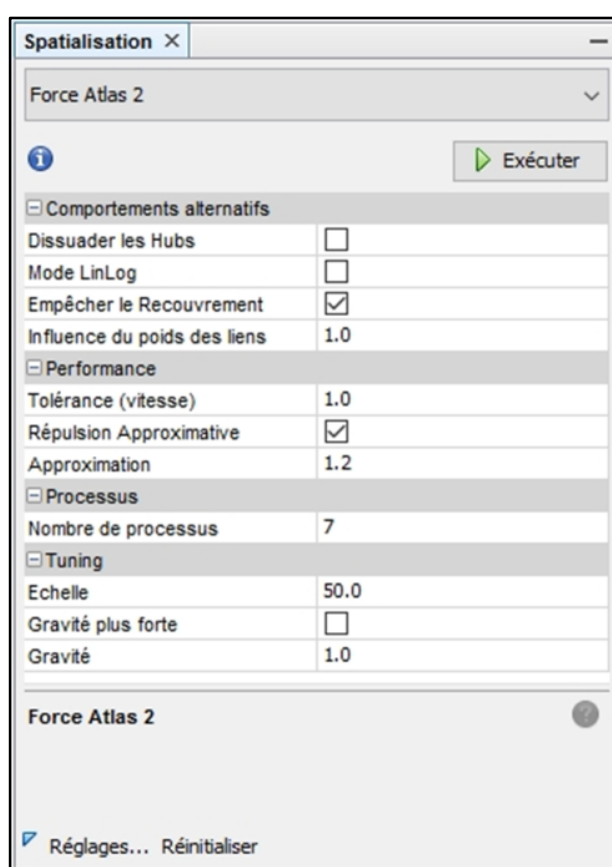 Spatialisation
Force Atlas 2
Exécuter
Comportements alternatifs
Dissuader les Hubs
Mode LinLog
Empêcher le Recouvrement
Influence du poids des liens 1.0
Performance
Tolérance (vitesse) 1.0
Répulsion Approximative
Approximation 1.2
Processus
Nombre de processus 7
Tuning
Echelle 50.0
Gravité plus forte
Gravité 1.0
Force Atlas 2
Réglages... Réinitialiser